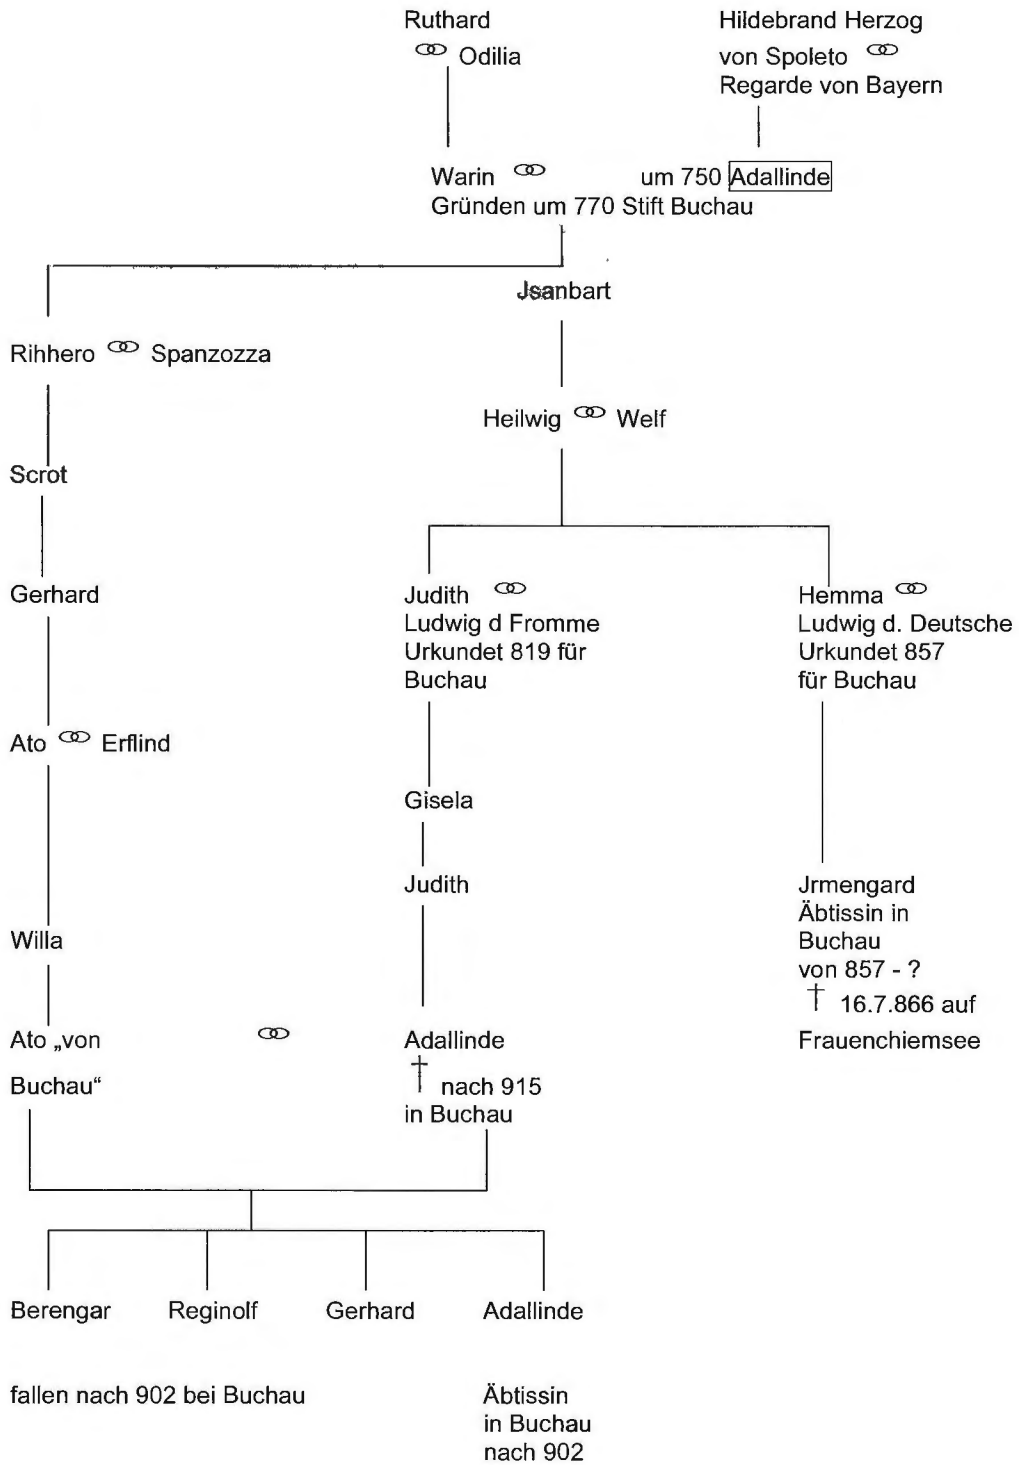 Ruthard
Hildebrand Herzog
Odilia
von Spoleto
Regarde von Bayern
Warin um 750 Adallinde
Gründen um 770 Stift Buchau
Jsanbart
Rihhero Spanzozza
Heilwig Welf
Scrot
Gerhard
Judith
Ludwig d Fromme
Urkundet 819 für
Buchau
Hemma
Ludwig d. Deutsche
Urkundet 857
für Buchau
Ato Erflind
Gisela
Judith
Jrmengard
Äbtissin in
Buchau
von 857 - ?
† 16.7.866 auf
Frauenchiemsee
Willa
Ato „von
Buchau“
Adallinde
† nach 915
in Buchau
Berengar Reginolf Gerhard Adallinde
fallen nach 902 bei Buchau
Äbtissin
in Buchau
nach 902